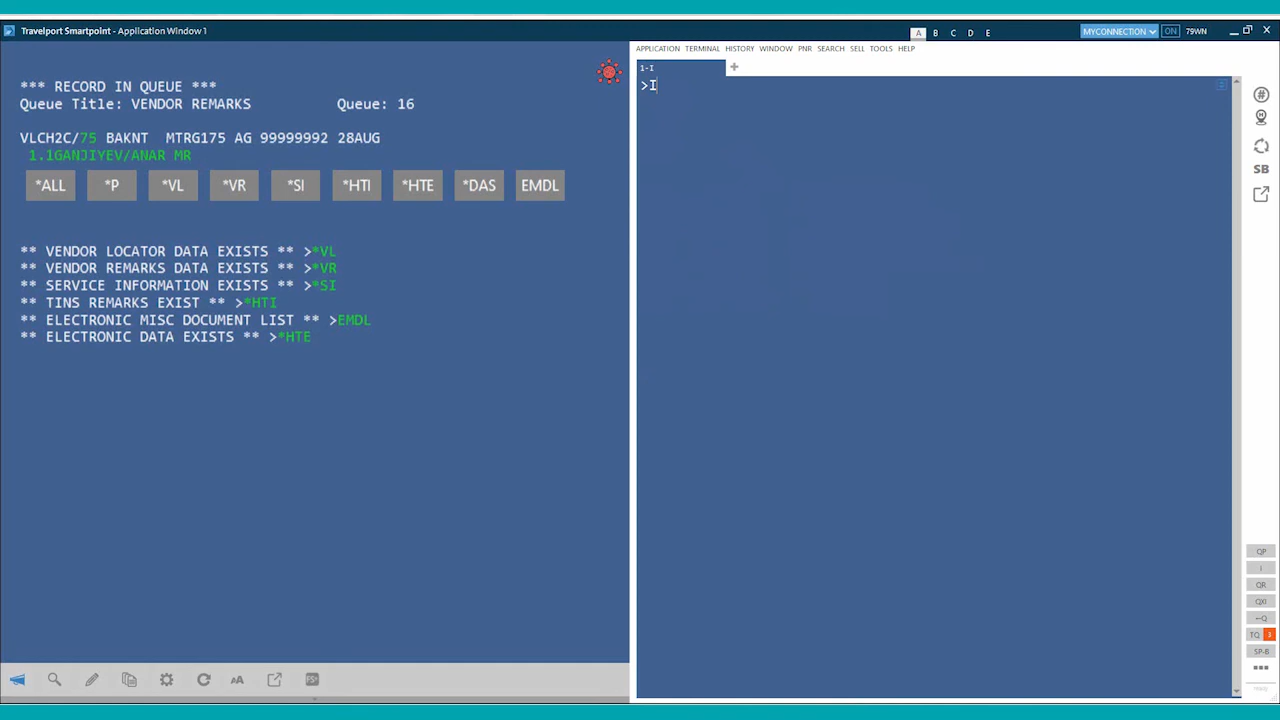 Travelport Smartpoint - Application Window 1
A B C D E
MYCONNECTION ON 79WN
APPLICATION TERMINAL HISTORY WINDOW PNR SEARCH SELL TOOLS HELP
1-I
>I
*** RECORD IN QUEUE ***
Queue Title: VENDOR REMARKS Queue: 16
VLCH2C/75 BAKNT MTRG175 AG 99999992 28AUG
1.1GANJIYEV/ANAR MR
*ALL *P *VL *VR *SI *HTI *HTE *DAS EMDL
** VENDOR LOCATOR DATA EXISTS ** >*VL
** VENDOR REMARKS DATA EXISTS ** >*VR
** SERVICE INFORMATION EXISTS ** >*SI
** TINS REMARKS EXIST ** >*HTI
** ELECTRONIC MISC DOCUMENT LIST ** >EMDL
** ELECTRONIC DATA EXISTS ** >*HTE
#
H
SB
QP
I
QR
QXI
TQ 3
SP-B
ready
AA
FS+